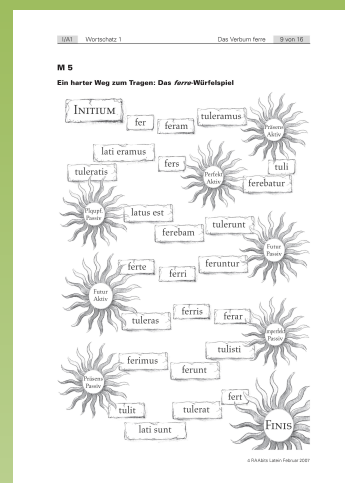 I/A1 Wortschatz 1 Das Verbum ferre 9 von 16
M 5
Ein harter Weg zum Tragen: Das ferre-Würfelspiel
INITIUM
fer
feram
tuleramus
Präsens
Aktiv
lati eramus
fers
Perfekt
Aktiv
tuli
tuleratis
ferebatur
Plqupf.
Passiv
latus est
ferebam
tulerunt
Futur
Passiv
ferte
ferri
feruntur
Futur
Aktiv
tuleras
ferris
ferar
Imperfekt
Passiv
tulisti
ferimus
ferunt
Präsens
Passiv
tulit
tulerat
fert
FINIS
lati sunt
RAAbits Latein Februar 2007